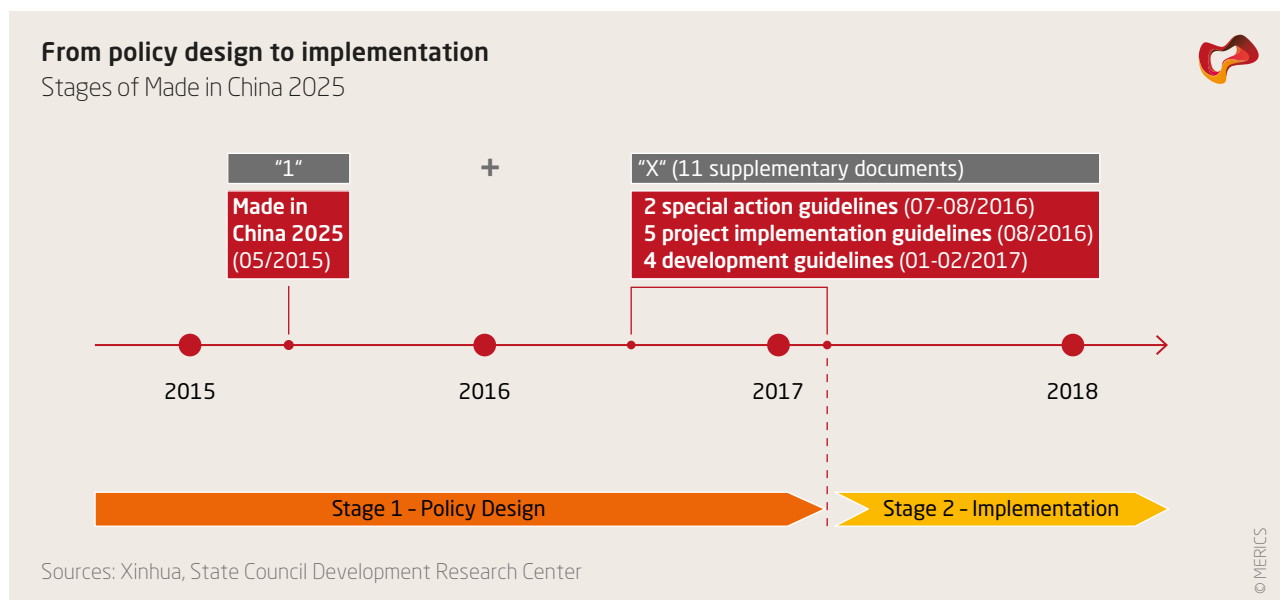 From policy design to implementation
Stages of Made in China 2025
“1“
+
“X“ (11 supplementary documents)
Made in
China 2025
(05/2015)
2 special action guidelines (07-08/2016)
5 project implementation guidelines (08/2016)
4 development guidelines (01-02/2017)
2015
2016
2017
2018
Stage 1 – Policy Design
Stage 2 – Implementation
Sources: Xinhua, State Council Development Research Center
© MERICS